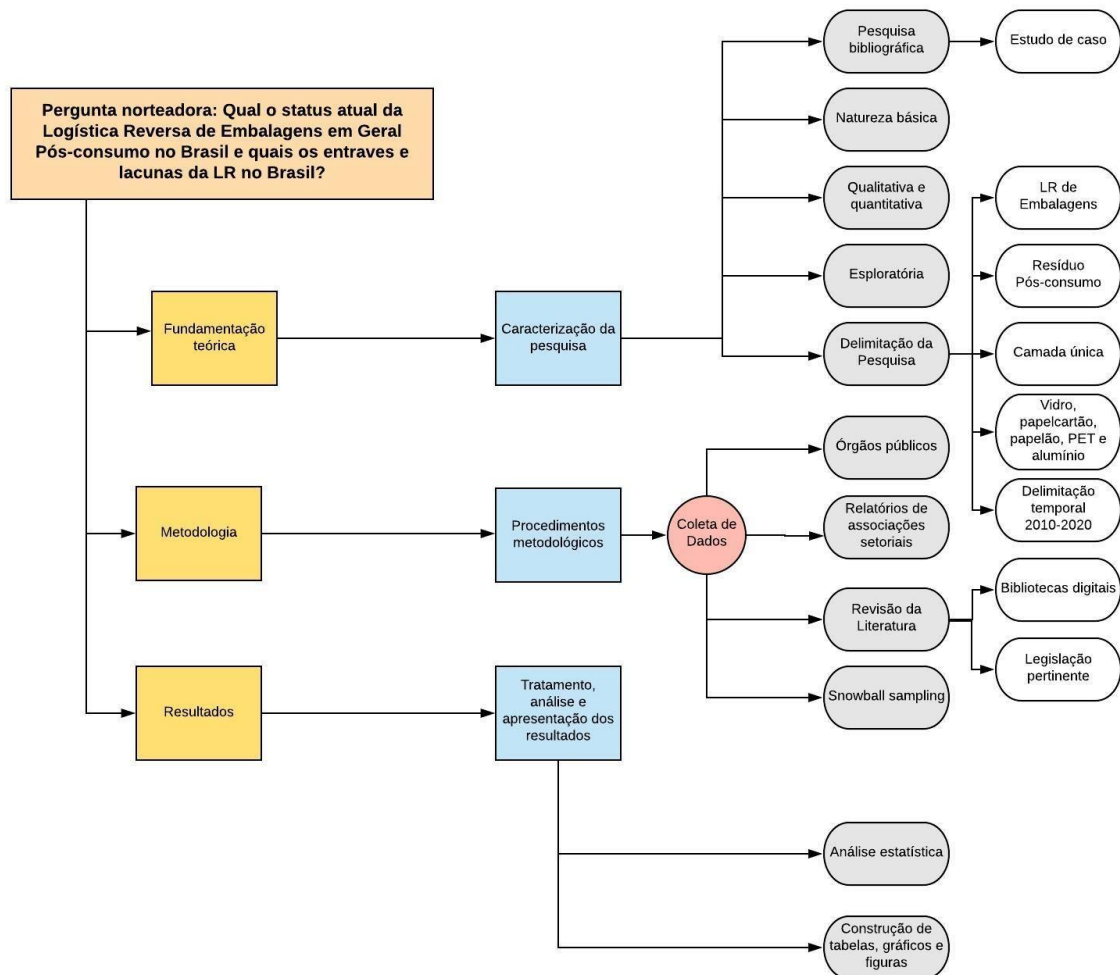 Pergunta norteadora: Qual o status atual da
Logística Reversa de Embalagens em Geral
Pós-consumo no Brasil e quais os entraves e
lacunas da LR no Brasil?
Fundamentação
teórica
Caracterização da
pesquisa
Pesquisa
bibliográfica
Estudo de caso
Natureza básica
Qualitativa e
quantitativa
Esploratória
Delimitação da
Pesquisa
LR de
Embalagens
Resíduo
Pós-consumo
Camada única
Vidro,
papelcartão,
papelão, PET e
alumínio
Delimitação
temporal
2010-2020
Metodologia
Procedimentos
metodológicos
Coleta de
Dados
Órgãos públicos
Relatórios de
associações
setoriais
Revisão da
Literatura
Bibliotecas digitais
Legislação
pertinente
Snowball sampling
Resultados
Tratamento,
análise e
apresentação dos
resultados
Análise estatística
Construção de
tabelas, gráficos e
figuras